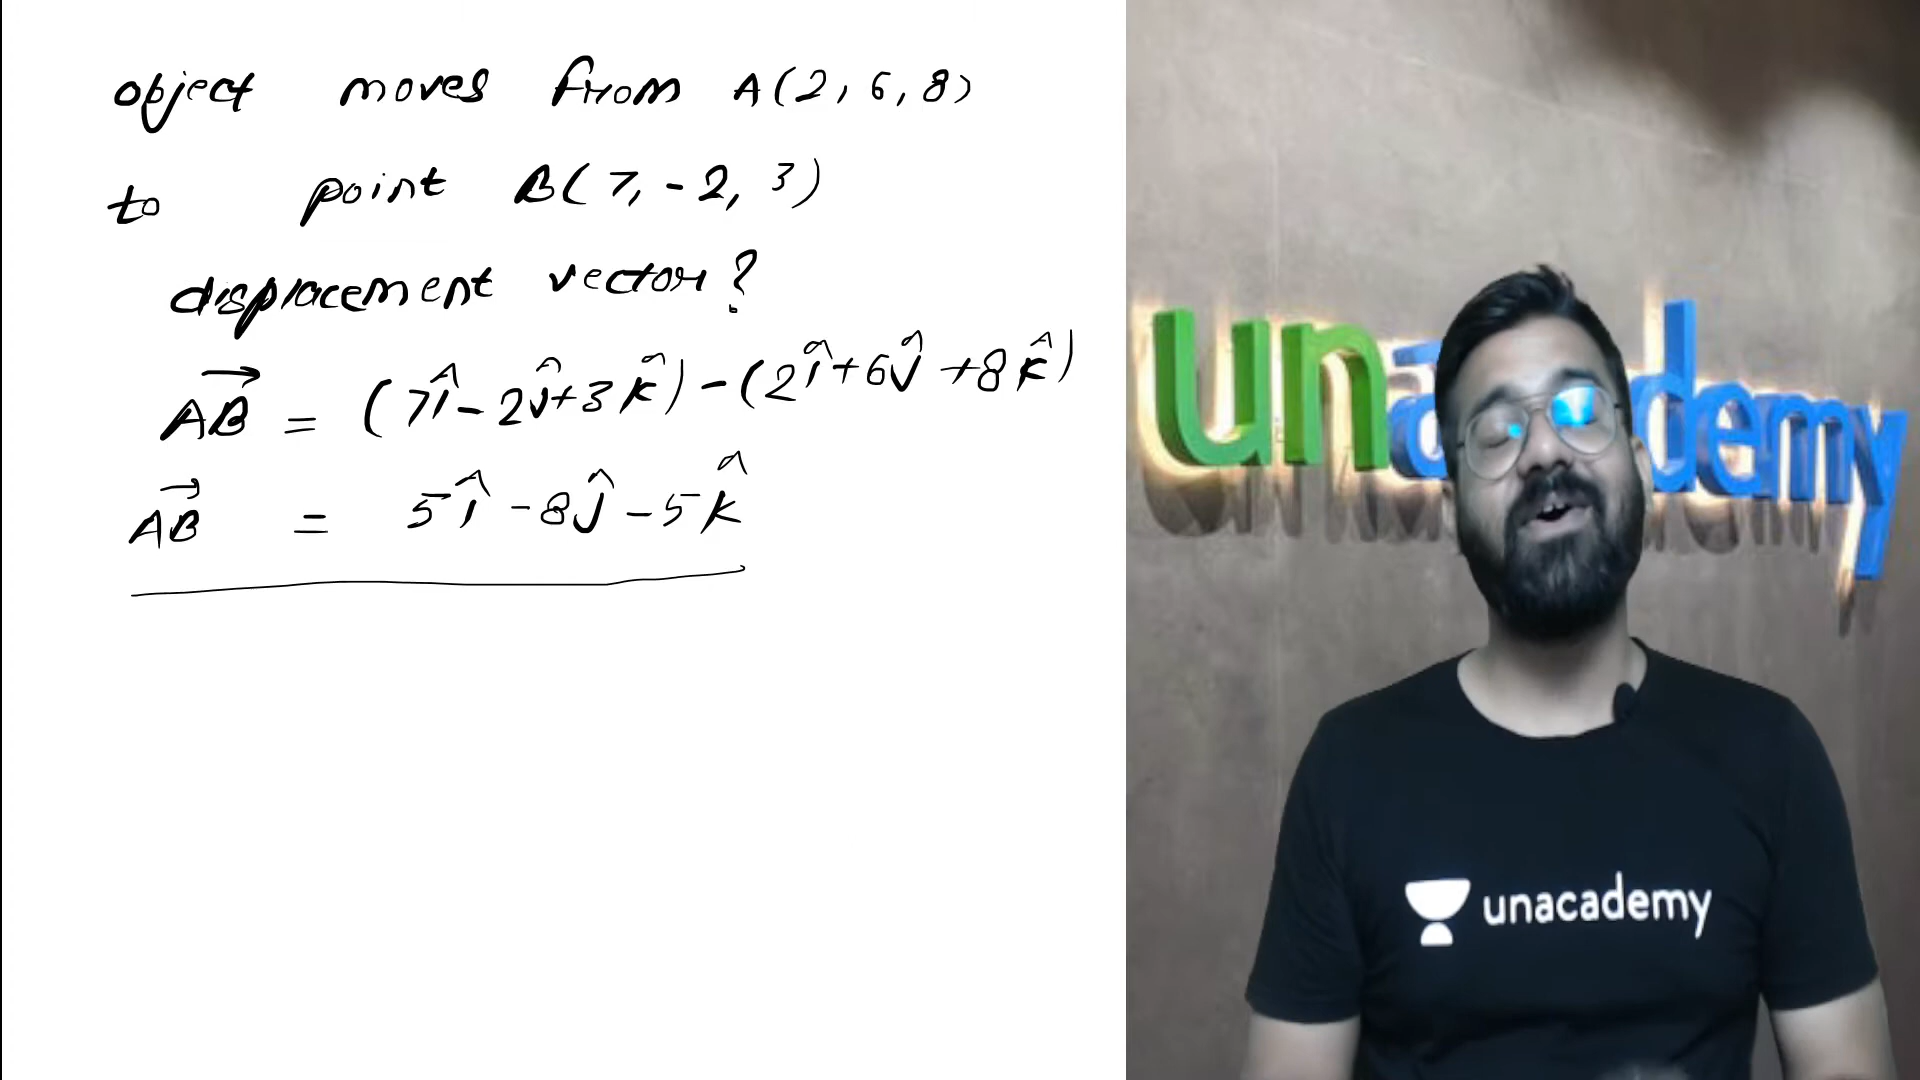 object moves from A(2, 6, 8)
to point B(7, -2, 3)
displacement vector?
AB⃗ = (7î - 2ĵ + 3k̂) - (2î + 6ĵ + 8k̂)
AB⃗ = 5î - 8ĵ - 5k̂
unacademy
unacademy